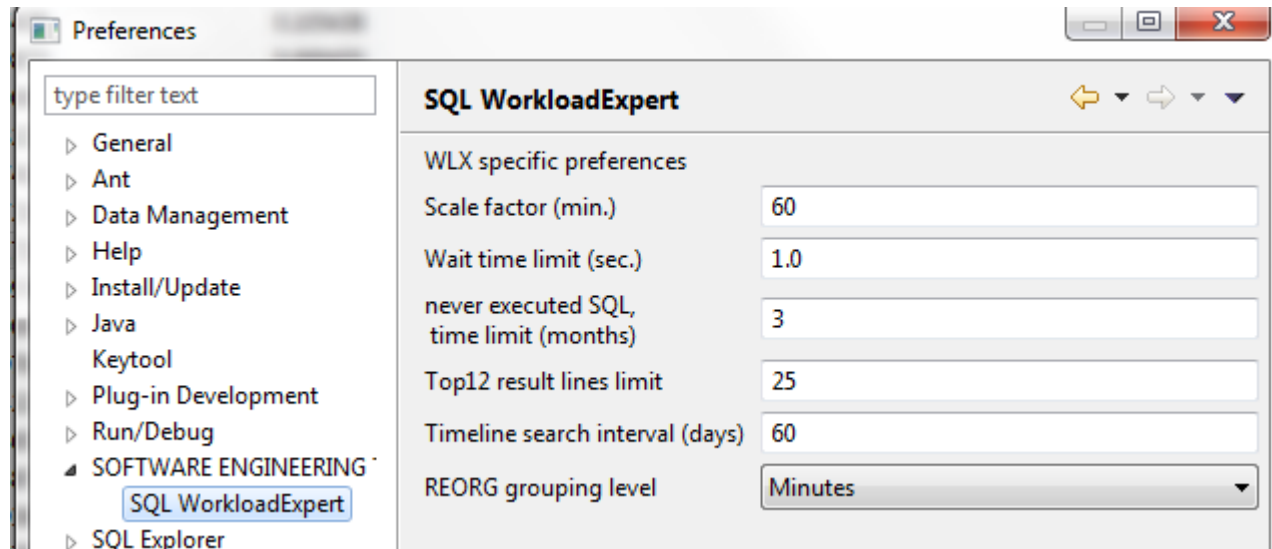 Preferences
type filter text
General
Ant
Data Management
Help
Install/Update
Java
Keytool
Plug-in Development
Run/Debug
SOFTWARE ENGINEERING
SQL WorkloadExpert
SQL Explorer
SQL WorkloadExpert
WLX specific preferences
Scale factor (min.) 60
Wait time limit (sec.) 1.0
never executed SQL,
time limit (months) 3
Top12 result lines limit 25
Timeline search interval (days) 60
REORG grouping level Minutes